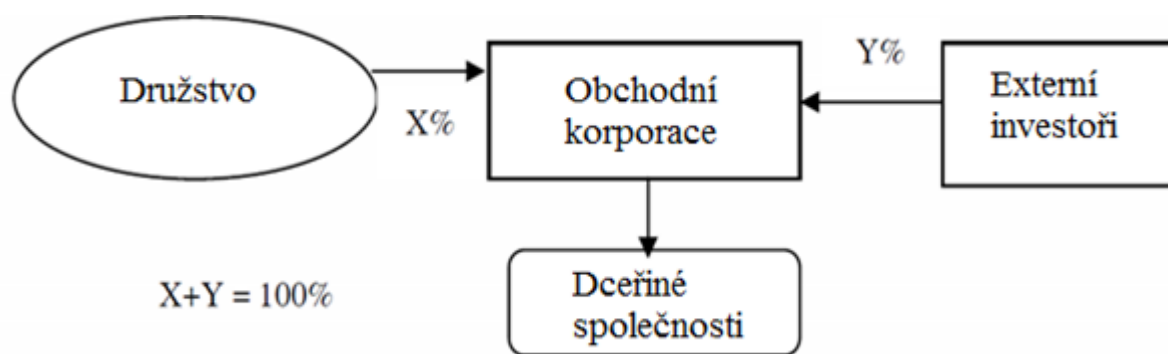 Družstvo
X%
Obchodní
korporace
Y%
Externí
investoři
Dceřiné
společnosti
X+Y = 100%